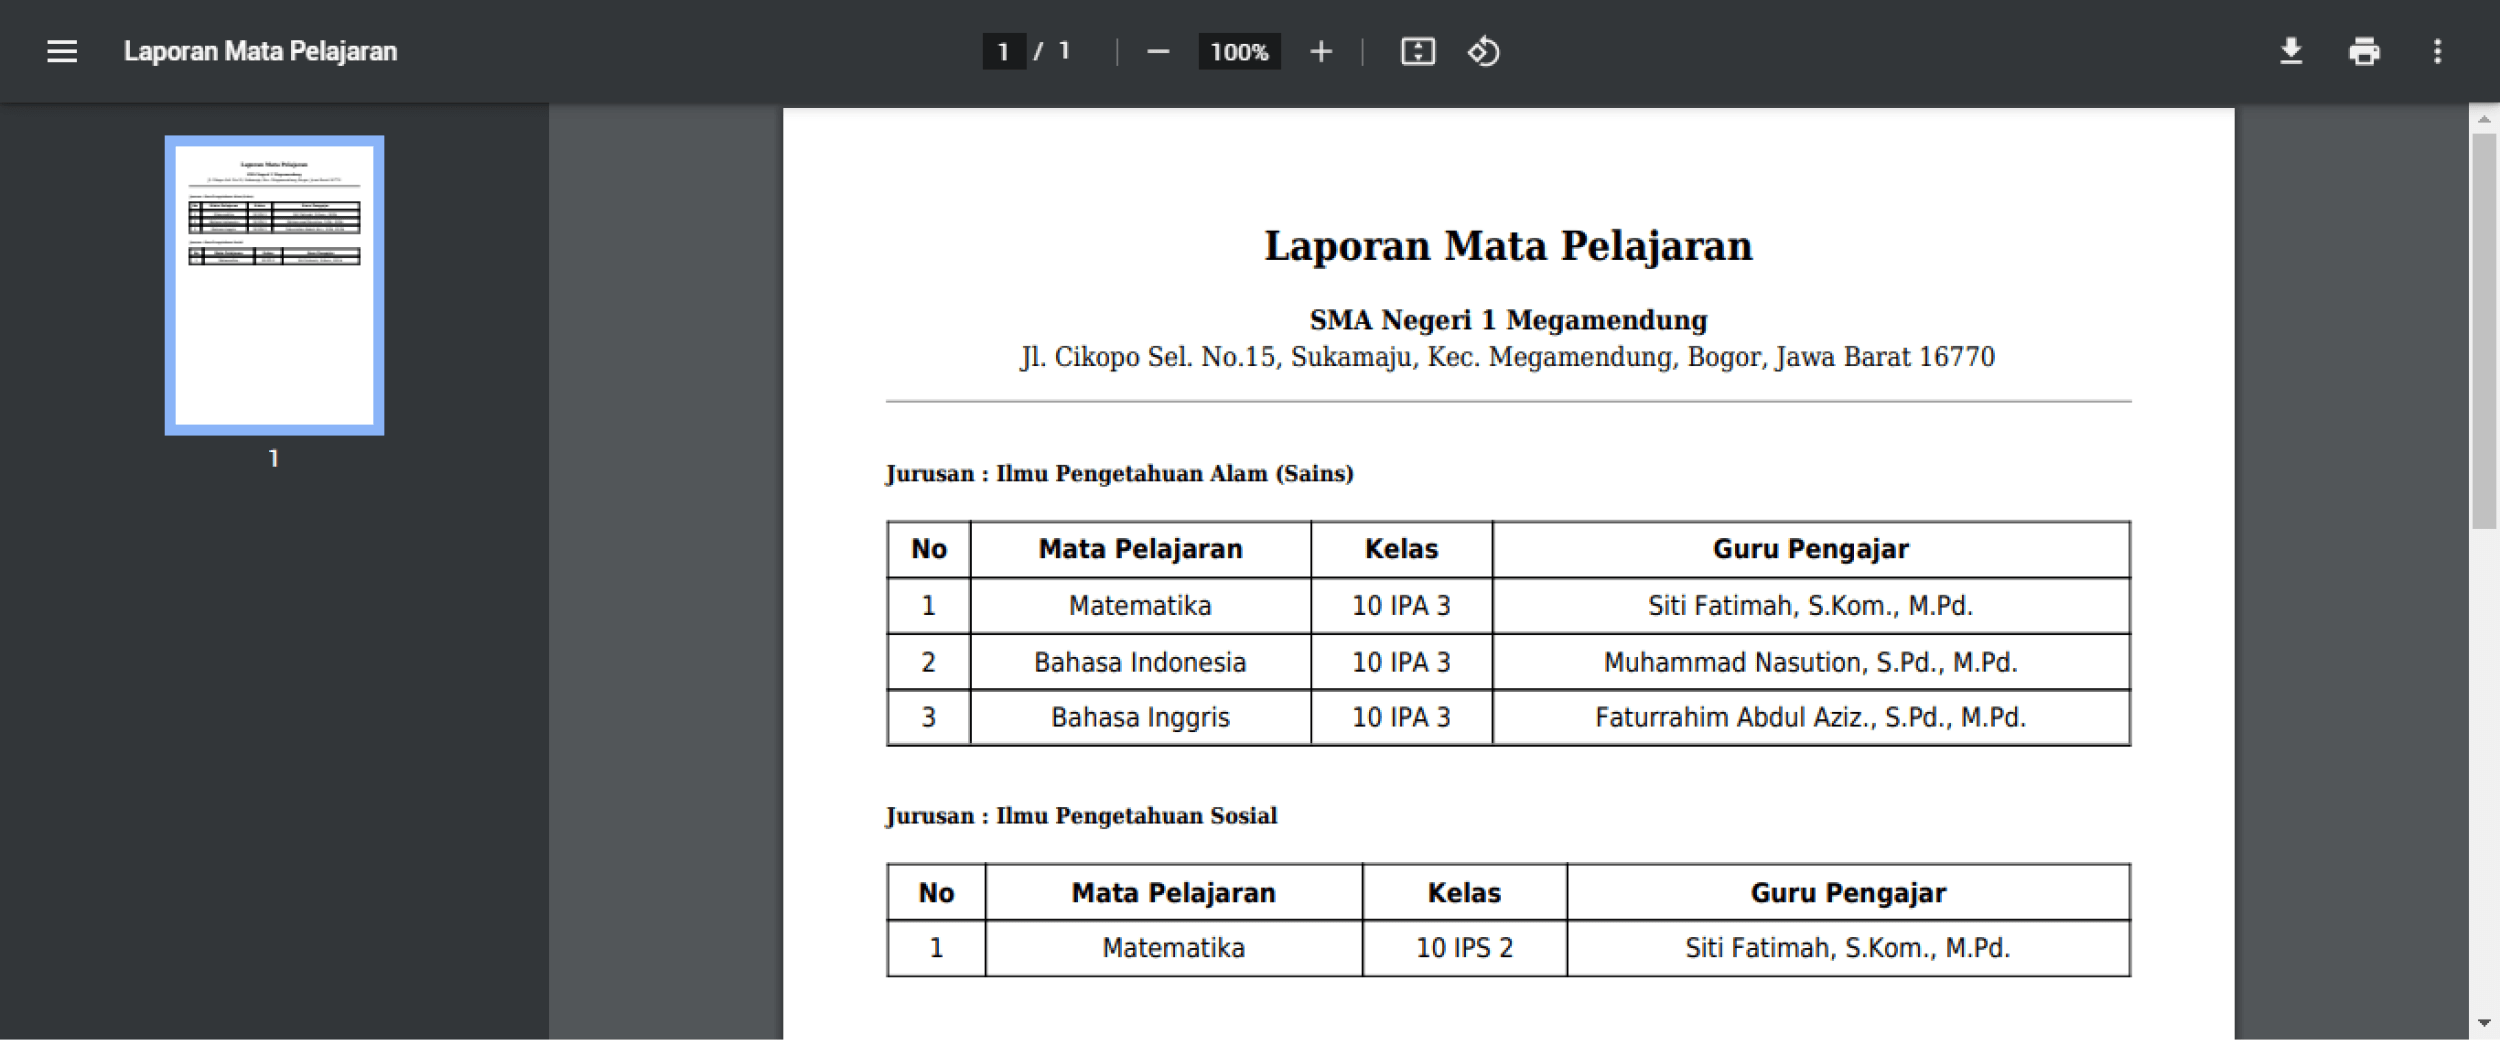 Laporan Mata Pelajaran
1 / 1
100%
1
Laporan Mata Pelajaran
SMA Negeri 1 Megamendung
Jl. Cikopo Sel. No.15, Sukamaju, Kec. Megamendung, Bogor, Jawa Barat 16770
Jurusan : Ilmu Pengetahuan Alam (Sains)
No Mata Pelajaran Kelas Guru Pengajar
1 Matematika 10 IPA 3 Siti Fatimah, S.Kom., M.Pd.
2 Bahasa Indonesia 10 IPA 3 Muhammad Nasution, S.Pd., M.Pd.
3 Bahasa Inggris 10 IPA 3 Faturrahim Abdul Aziz., S.Pd., M.Pd.
Jurusan : Ilmu Pengetahuan Sosial
No Mata Pelajaran Kelas Guru Pengajar
1 Matematika 10 IPS 2 Siti Fatimah, S.Kom., M.Pd.